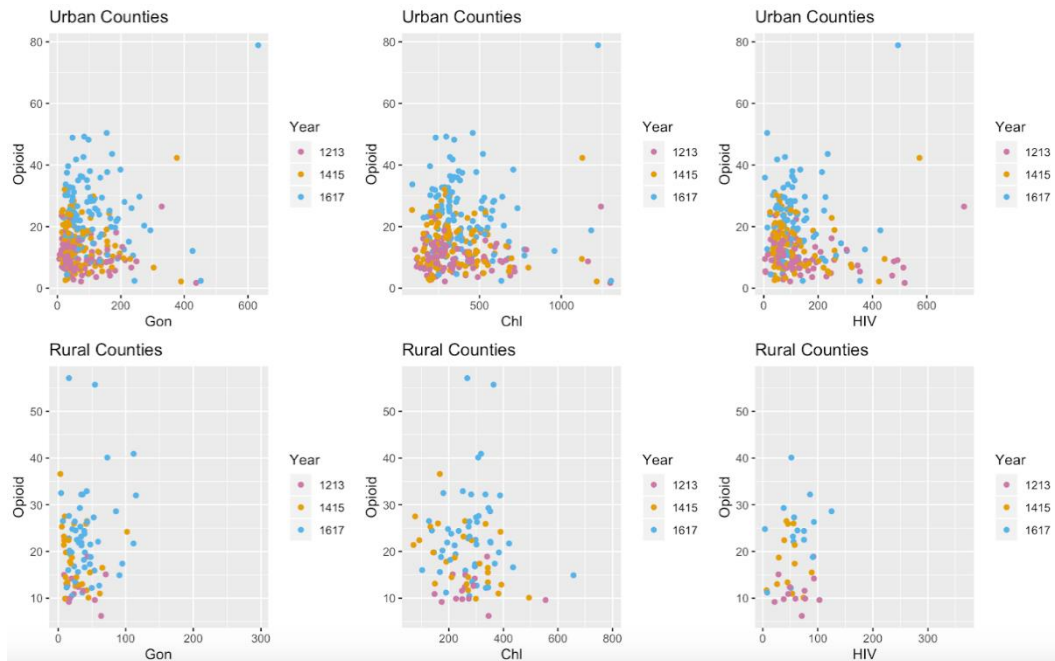 Urban Counties
80
60
40
20
0
Opioid
0
200
400
600
Gon
Year
1213
1415
1617
Urban Counties
80
60
40
20
0
Opioid
500
1000
Chl
Year
1213
1415
1617
Urban Counties
80
60
40
20
0
Opioid
0
200
400
600
HIV
Year
1213
1415
1617
Rural Counties
50
40
30
20
10
Opioid
0
100
200
300
Gon
Year
1213
1415
1617
Rural Counties
50
40
30
20
10
Opioid
200
400
600
800
Chl
Year
1213
1415
1617
Rural Counties
50
40
30
20
10
Opioid
0
100
200
300
HIV
Year
1213
1415
1617